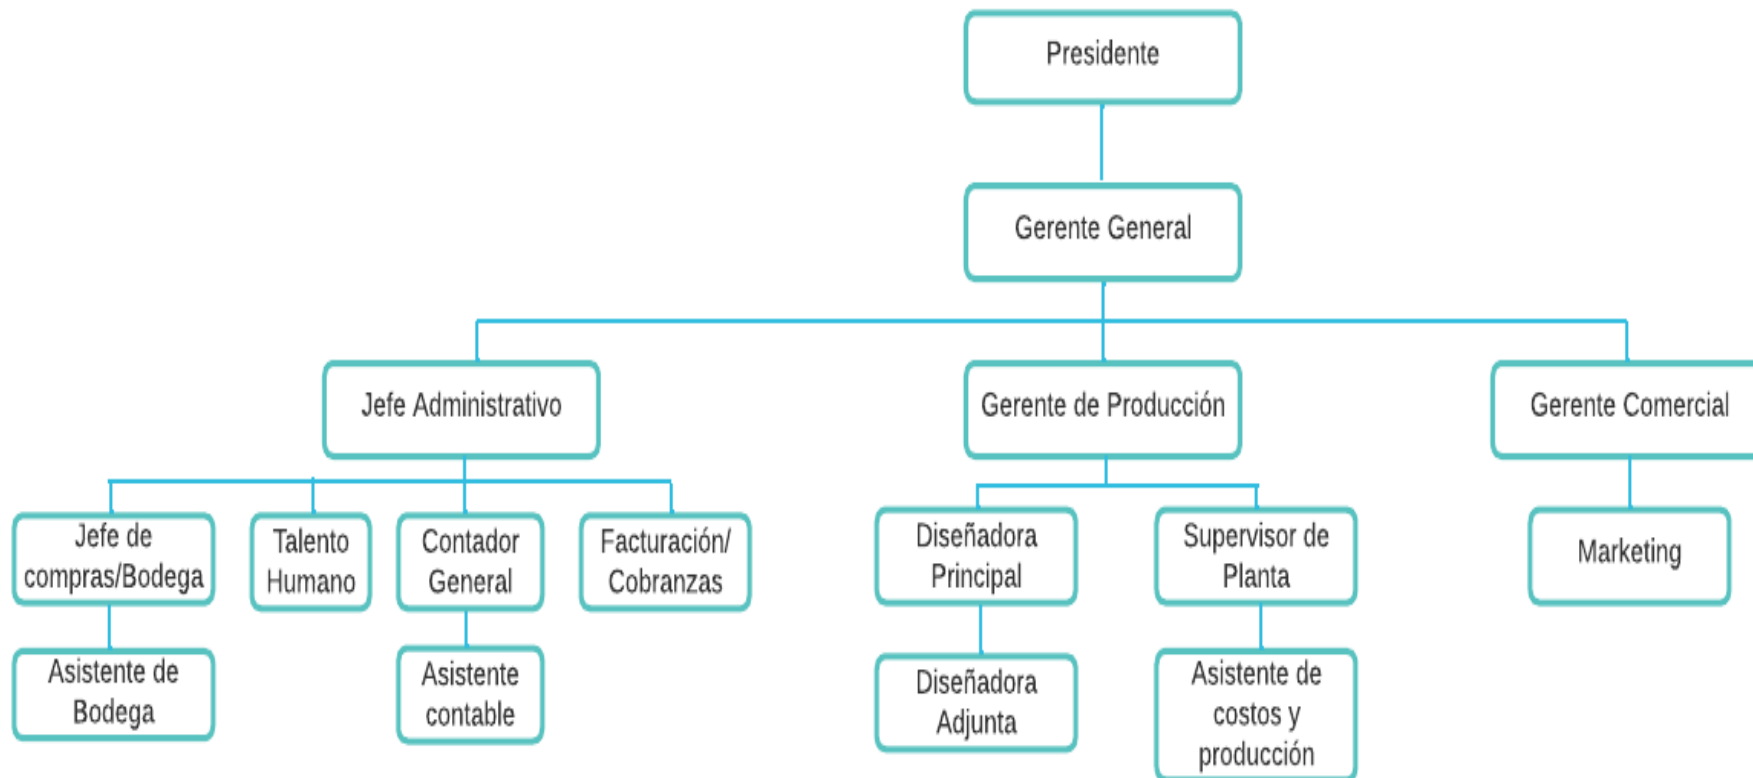 Presidente
Gerente General
Jefe Administrativo
Gerente de Producción
Gerente Comercial
Jefe de
compras/Bodega
Talento
Humano
Contador
General
Facturación/
Cobranzas
Diseñadora
Principal
Supervisor de
Planta
Marketing
Asistente de
Bodega
Asistente
contable
Diseñadora
Adjunta
Asistente de
costos y
producción